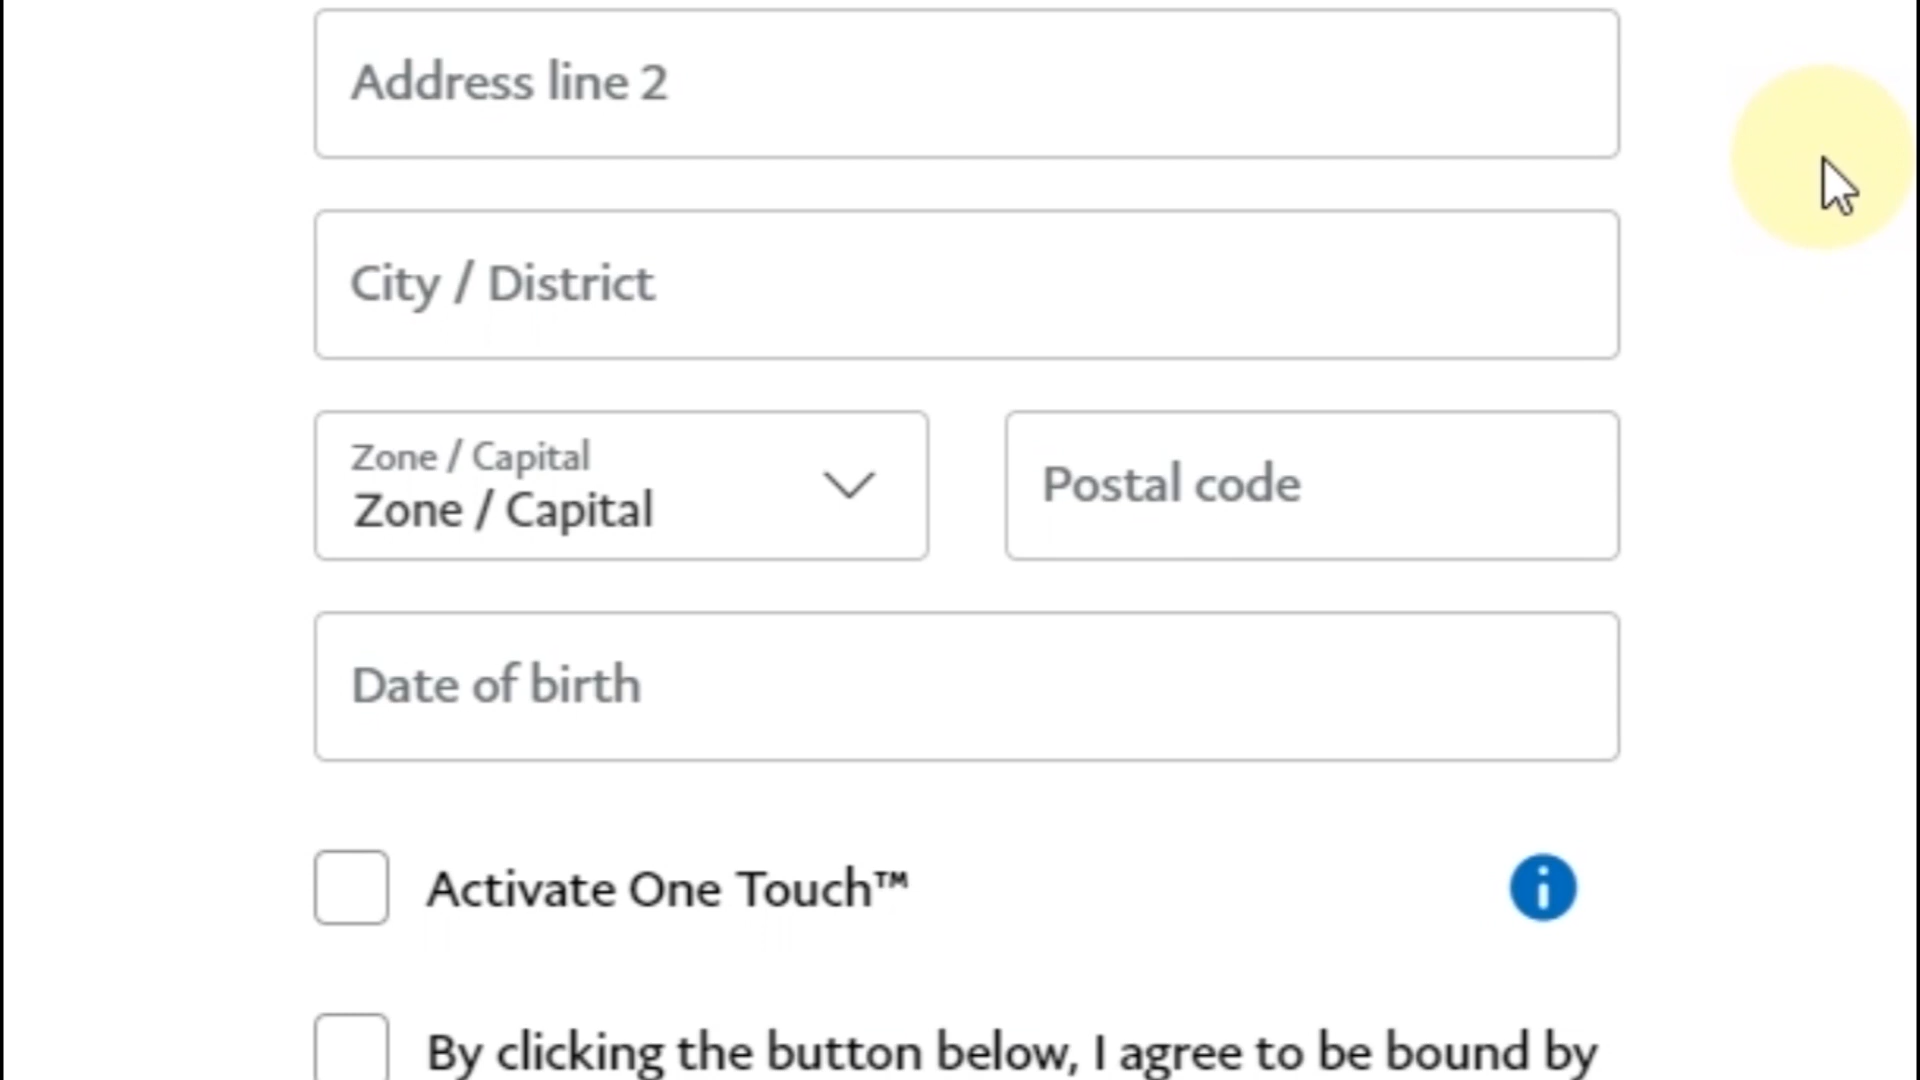 Address line 2
City / District
Zone / Capital
Zone / Capital
Postal code
Date of birth
Activate One Touch™
By clicking the button below, I agree to be bound by